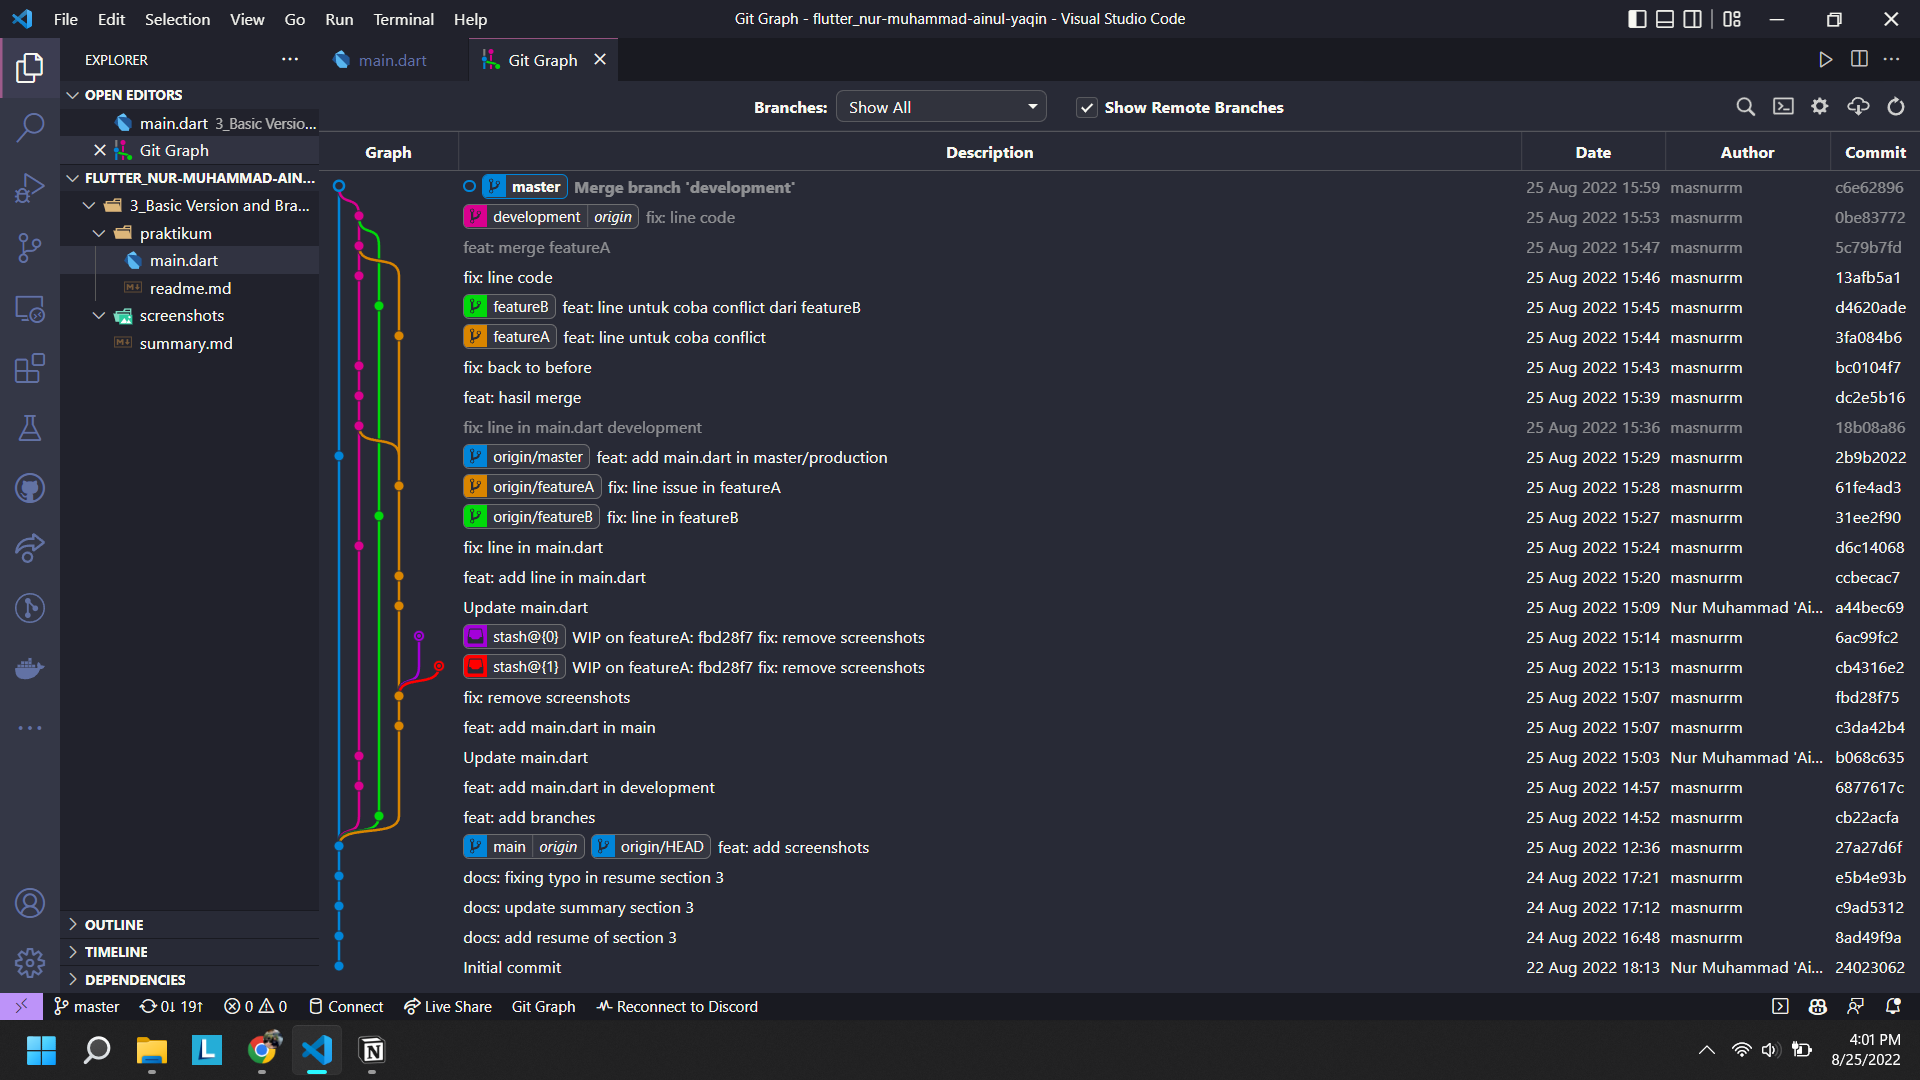 File Edit Selection View Go Run Terminal Help
Git Graph - flutter_nur-muhammad-ainul-yaqin - Visual Studio Code
EXPLORER
main.dart
Git Graph
OPEN EDITORS
main.dart 3_Basic Versio...
Git Graph
FLUTTER_NUR-MUHAMMAD-AIN...
3_Basic Version and Bra...
praktikum
main.dart
readme.md
screenshots
summary.md
OUTLINE
TIMELINE
DEPENDENCIES
Branches: Show All Show Remote Branches
Graph Description Date Author Commit
master Merge branch 'development' 25 Aug 2022 15:59 masnurrm c6e62896
development origin fix: line code 25 Aug 2022 15:53 masnurrm 0be83772
feat: merge featureA 25 Aug 2022 15:47 masnurrm 5c79b7fd
fix: line code 25 Aug 2022 15:46 masnurrm 13afb5a1
featureB feat: line untuk coba conflict dari featureB 25 Aug 2022 15:45 masnurrm d4620ade
featureA feat: line untuk coba conflict 25 Aug 2022 15:44 masnurrm 3fa084b6
fix: back to before 25 Aug 2022 15:43 masnurrm bc0104f7
feat: hasil merge 25 Aug 2022 15:39 masnurrm dc2e5b16
fix: line in main.dart development 25 Aug 2022 15:36 masnurrm 18b08a86
origin/master feat: add main.dart in master/production 25 Aug 2022 15:29 masnurrm 2b9b2022
origin/featureA fix: line issue in featureA 25 Aug 2022 15:28 masnurrm 61fe4ad3
origin/featureB fix: line in featureB 25 Aug 2022 15:27 masnurrm 31ee2f90
fix: line in main.dart 25 Aug 2022 15:24 masnurrm d6c14068
feat: add line in main.dart 25 Aug 2022 15:20 masnurrm ccbecac7
Update main.dart 25 Aug 2022 15:09 Nur Muhammad 'Ai... a44bec69
stash@{0} WIP on featureA: fbd28f7 fix: remove screenshots 25 Aug 2022 15:14 masnurrm 6ac99fc2
stash@{1} WIP on featureA: fbd28f7 fix: remove screenshots 25 Aug 2022 15:13 masnurrm cb4316e2
fix: remove screenshots 25 Aug 2022 15:07 masnurrm fbd28f75
feat: add main.dart in main 25 Aug 2022 15:07 masnurrm c3da42b4
Update main.dart 25 Aug 2022 15:03 Nur Muhammad 'Ai... b068c635
feat: add main.dart in development 25 Aug 2022 14:57 masnurrm 6877617c
feat: add branches 25 Aug 2022 14:52 masnurrm cb22acfa
main origin origin/HEAD feat: add screenshots 25 Aug 2022 12:36 masnurrm 27a27d6f
docs: fixing typo in resume section 3 24 Aug 2022 17:21 masnurrm e5b4e93b
docs: update summary section 3 24 Aug 2022 17:12 masnurrm c9ad5312
docs: add resume of section 3 24 Aug 2022 16:48 masnurrm 8ad49f9a
Initial commit 22 Aug 2022 18:13 Nur Muhammad 'Ai... 24023062
master 0↓ 19↑ 0 0 Connect Live Share Git Graph Reconnect to Discord
L
N
4:01 PM
8/25/2022